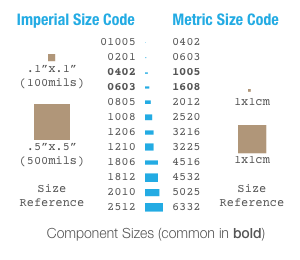 Imperial Size Code Metric Size Code
01005 0402
0201 0603
.1”x.1”
(100mils)
0402 1005
0603 1608
0805 2012
1x1cm
1008 2520
1206 3216
1210 3225
.5”x.5”
(500mils)
1x1cm
1806 4516
1812 4532
2010 5025
2512 6332
Size
Reference
Size
Reference
Component Sizes (common in bold)